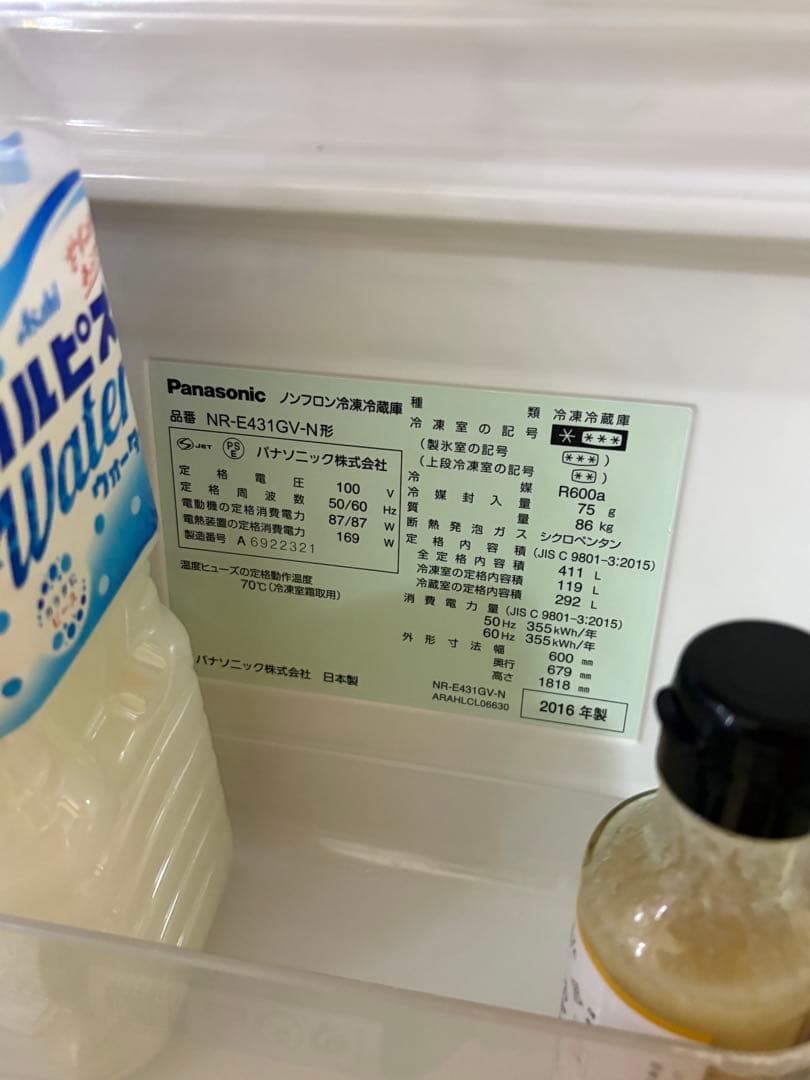 Asahi
ルピス
Water
ウォーター
Panasonic ノンフロン冷凍冷蔵庫
品番 NR-E431GV-N形
S JET PS E パナソニック株式会社
定格電圧 100 V
定格周波数 50/60 Hz
電動機の定格消費電力 87/87 W
電熱装置の定格消費電力 169 W
製造番号 A 6922321
温度ヒューズの定格動作温度
70℃(冷凍室霜取用)
パナソニック株式会社 日本製
種類 冷凍冷蔵庫
冷凍室の記号 * ***
(製氷室の記号 ***)
(上段冷凍室の記号 **)
冷媒 R600a
冷媒封入量 75 g
質量 86 kg
断熱発泡ガス シクロペンタン
定格内容積 (JIS C 9801-3:2015)
全定格内容積 411 L
冷凍室の定格内容積 119 L
冷蔵室の定格内容積 292 L
消費電力量 (JIS C 9801-3:2015)
50Hz 355kWh/年
60Hz 355kWh/年
外形寸法 幅 600 mm
奥行 679 mm
高さ 1818 mm
NR-E431GV-N
ARAHLCL06630
2016年製